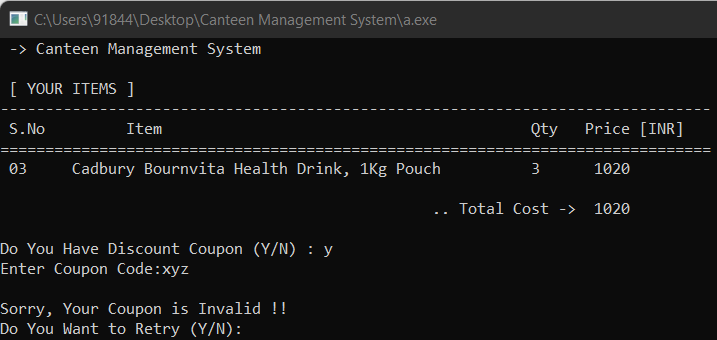 C:\Users\91844\Desktop\Canteen Management System\a.exe
-> Canteen Management System
[ YOUR ITEMS ]
-------------------------------------------------------------------------------
S.No Item Qty Price [INR]
===============================================================================
03 Cadbury Bournvita Health Drink, 1Kg Pouch 3 1020
.. Total Cost -> 1020
Do You Have Discount Coupon (Y/N) : y
Enter Coupon Code:xyz
Sorry, Your Coupon is Invalid !!
Do You Want to Retry (Y/N):